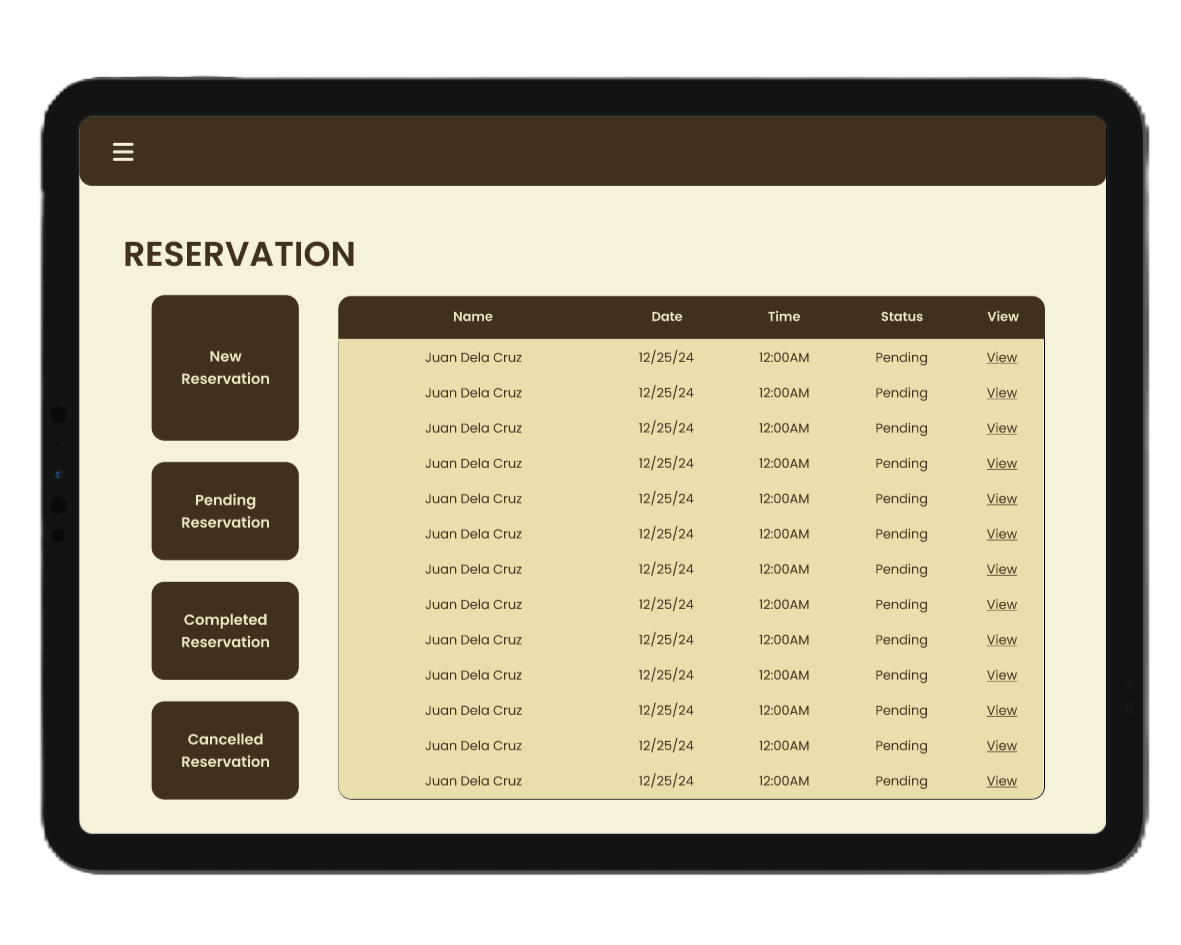 RESERVATION
New
Reservation
Pending
Reservation
Completed
Reservation
Cancelled
Reservation
Name Date Time Status View
Juan Dela Cruz 12/25/24 12:00AM Pending View
Juan Dela Cruz 12/25/24 12:00AM Pending View
Juan Dela Cruz 12/25/24 12:00AM Pending View
Juan Dela Cruz 12/25/24 12:00AM Pending View
Juan Dela Cruz 12/25/24 12:00AM Pending View
Juan Dela Cruz 12/25/24 12:00AM Pending View
Juan Dela Cruz 12/25/24 12:00AM Pending View
Juan Dela Cruz 12/25/24 12:00AM Pending View
Juan Dela Cruz 12/25/24 12:00AM Pending View
Juan Dela Cruz 12/25/24 12:00AM Pending View
Juan Dela Cruz 12/25/24 12:00AM Pending View
Juan Dela Cruz 12/25/24 12:00AM Pending View
Juan Dela Cruz 12/25/24 12:00AM Pending View